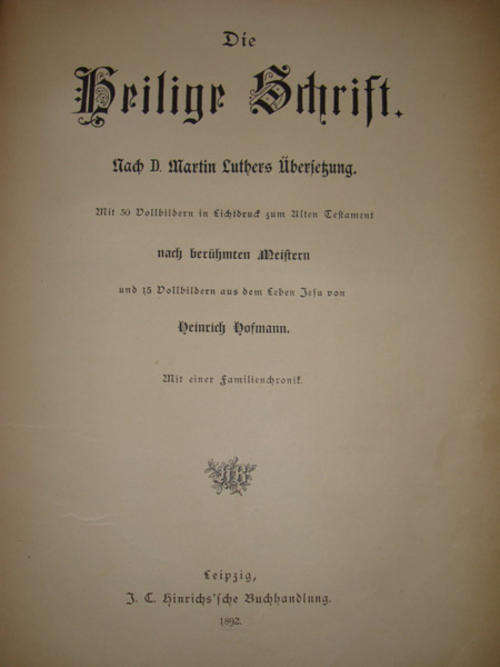 Die
Heilige Schrift.
Nach D. Martin Luthers Übersetzung.
Mit 50 Vollbildern in Lichtdruck zum Alten Testament
nach berühmten Meistern
und 15 Vollbildern aus dem Leben Jesu von
Heinrich Hofmann.
Mit einer Familienchronik.
Leipzig,
J. C. Hinrichs'sche Buchhandlung.
1892.